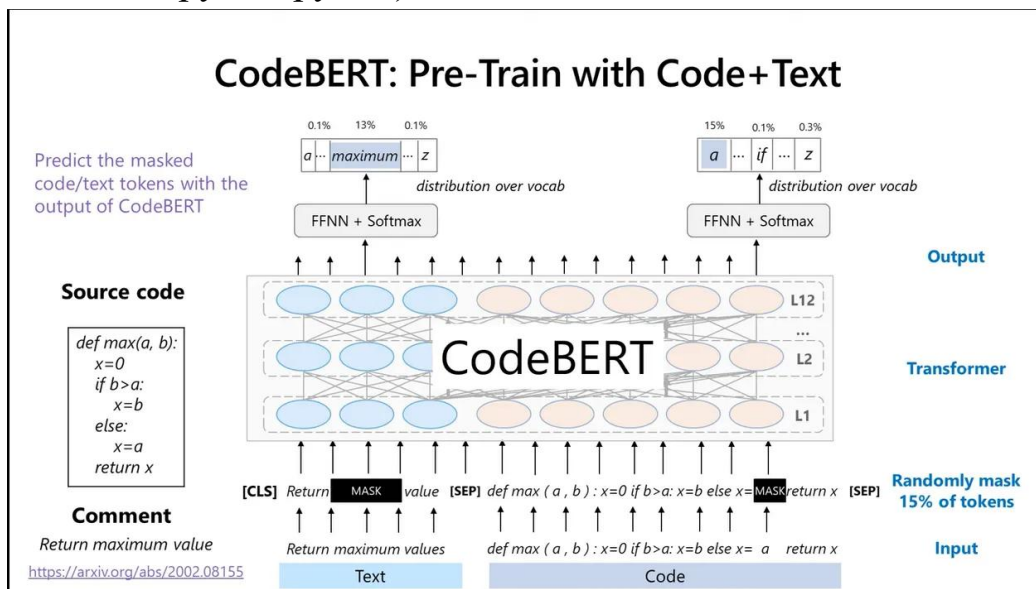 CodeBERT: Pre-Train with Code+Text
Predict the masked
code/text tokens with the
output of CodeBERT
0.1% 13% 0.1%
a ... maximum ... z
distribution over vocab
FFNN + Softmax
15% 0.1% 0.3%
a ... if ... z
distribution over vocab
FFNN + Softmax
Output
Source code
def max(a, b):
x=0
if b>a:
x=b
else:
x=a
return x
L12
...
L2
L1
CodeBERT
Transformer
[CLS] Return MASK value [SEP] def max ( a , b ) : x=0 if b>a: x=b else x= MASK return x [SEP]
Randomly mask
15% of tokens
Comment
Return maximum value
https://arxiv.org/abs/2002.08155
Return maximum values def max ( a , b ) : x=0 if b>a: x=b else x= a return x
Input
Text
Code